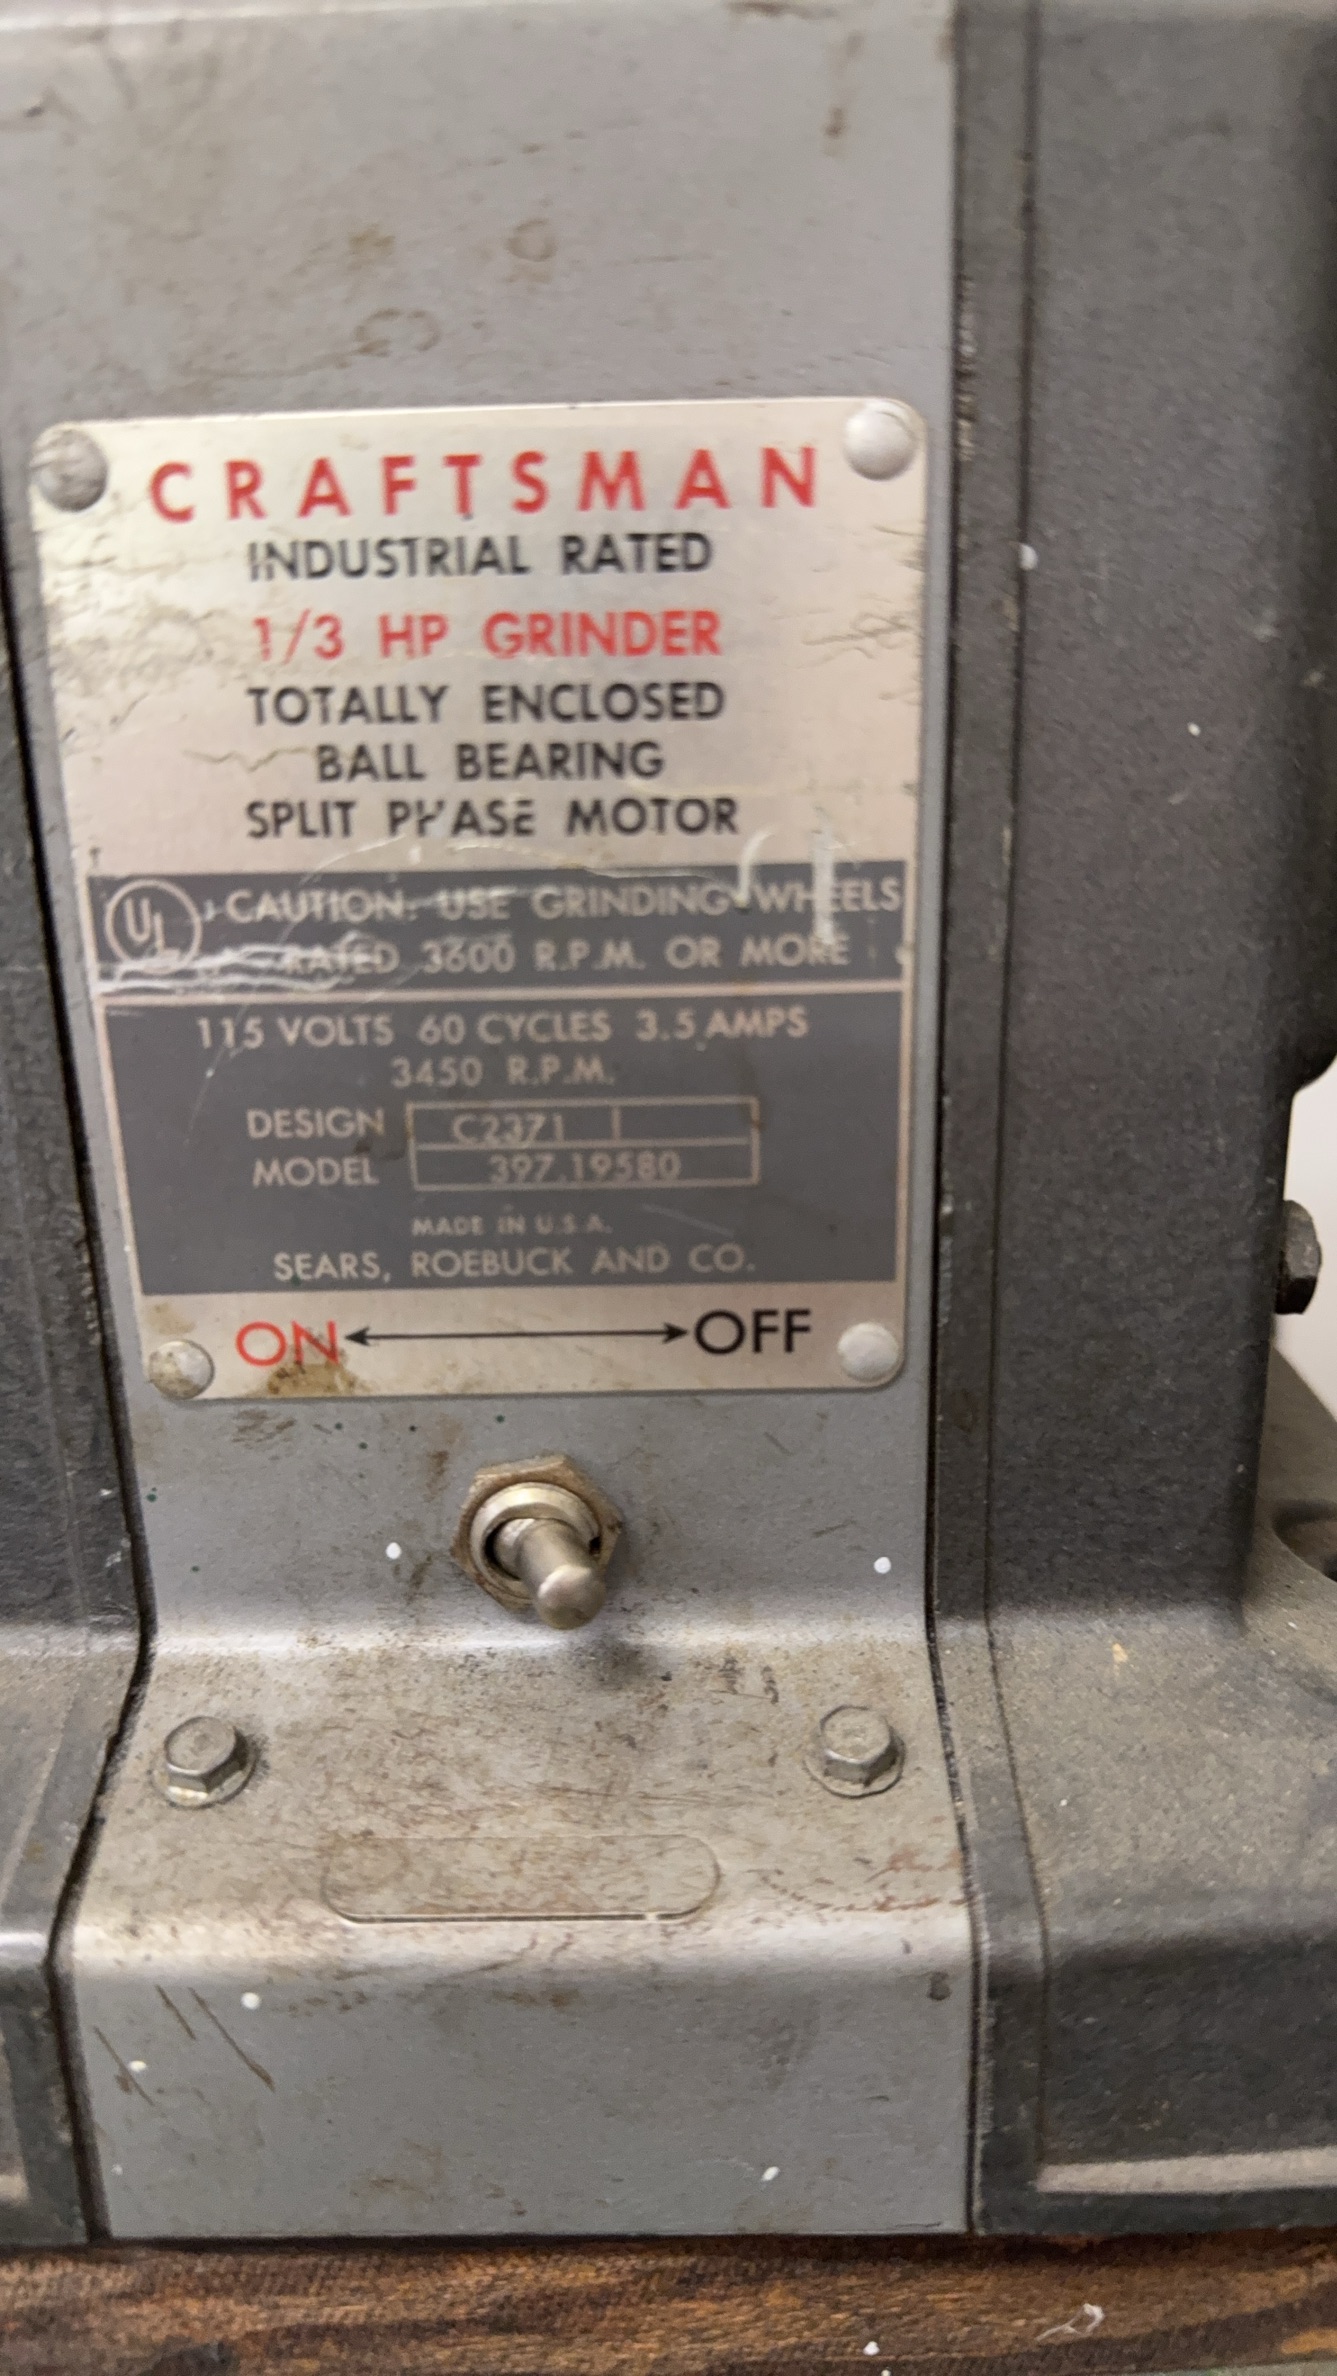 CRAFTSMAN
INDUSTRIAL RATED
1/3 HP GRINDER
TOTALLY ENCLOSED
BALL BEARING
SPLIT PHASE MOTOR
UL CAUTION: USE GRINDING WHEELS
RATED 3600 R.P.M. OR MORE
115 VOLTS 60 CYCLES 3.5 AMPS
3450 R.P.M.
DESIGN C2371
MODEL 397.19580
MADE IN U.S.A.
SEARS, ROEBUCK AND CO.
ON OFF